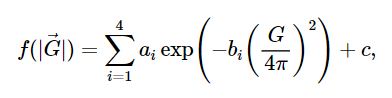 f(|\vec{G}|) = \sum_{i=1}^{4} a_i \exp\left(-b_i \left(\frac{G}{4\pi}\right)^2\right) + c,